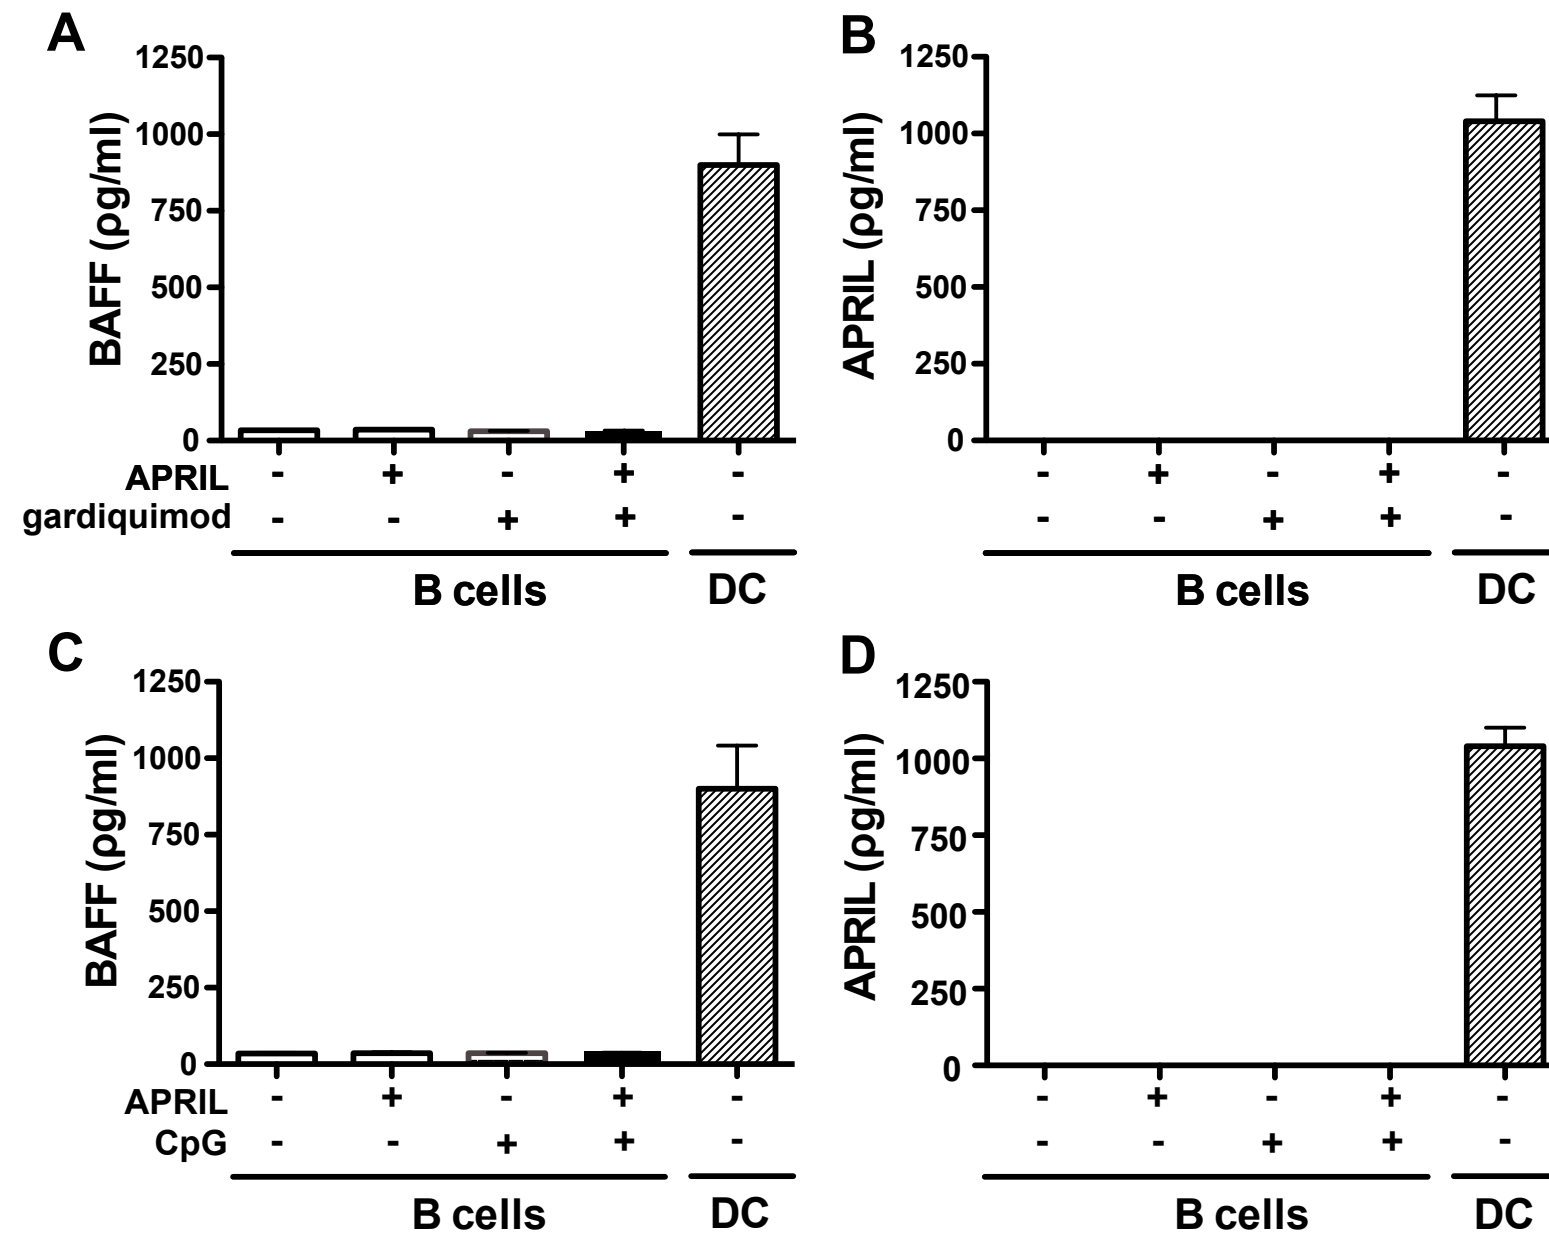 A
BAFF (ρg/ml)
1250
1000
750
500
250
0
APRIL - + - + -
gardiquimod - - + + -
B cells DC
B
APRIL (ρg/ml)
1250
1000
750
500
250
0
- + - + -
- - + + -
B cells DC
C
BAFF (ρg/ml)
1250
1000
750
500
250
0
APRIL - + - + -
CpG - - + + -
B cells DC
D
APRIL (ρg/ml)
1250
1000
750
500
250
0
- + - + -
- - + + -
B cells DC